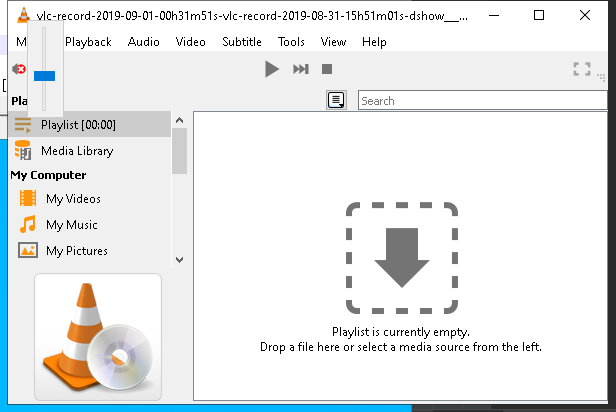 vlc-record-2019-09-01-00h31m51s-vlc-record-2019-08-31-15h51m01s-dshow__...
M
Playback Audio Video Subtitle Tools View Help
Pla
Search
Playlist [00:00]
Media Library
My Computer
My Videos
My Music
My Pictures
Playlist is currently empty.
Drop a file here or select a media source from the left.